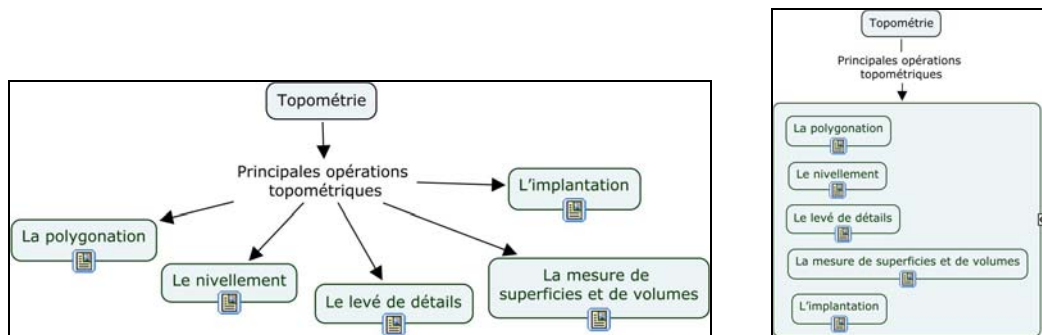 Topométrie
Principales opérations
topométriques
L'implantation
La polygonation
Le nivellement
Le levé de détails
La mesure de
superficies et de volumes
Topométrie
Principales opérations
topométriques
La polygonation
Le nivellement
Le levé de détails
La mesure de superficies et de volumes
L'implantation